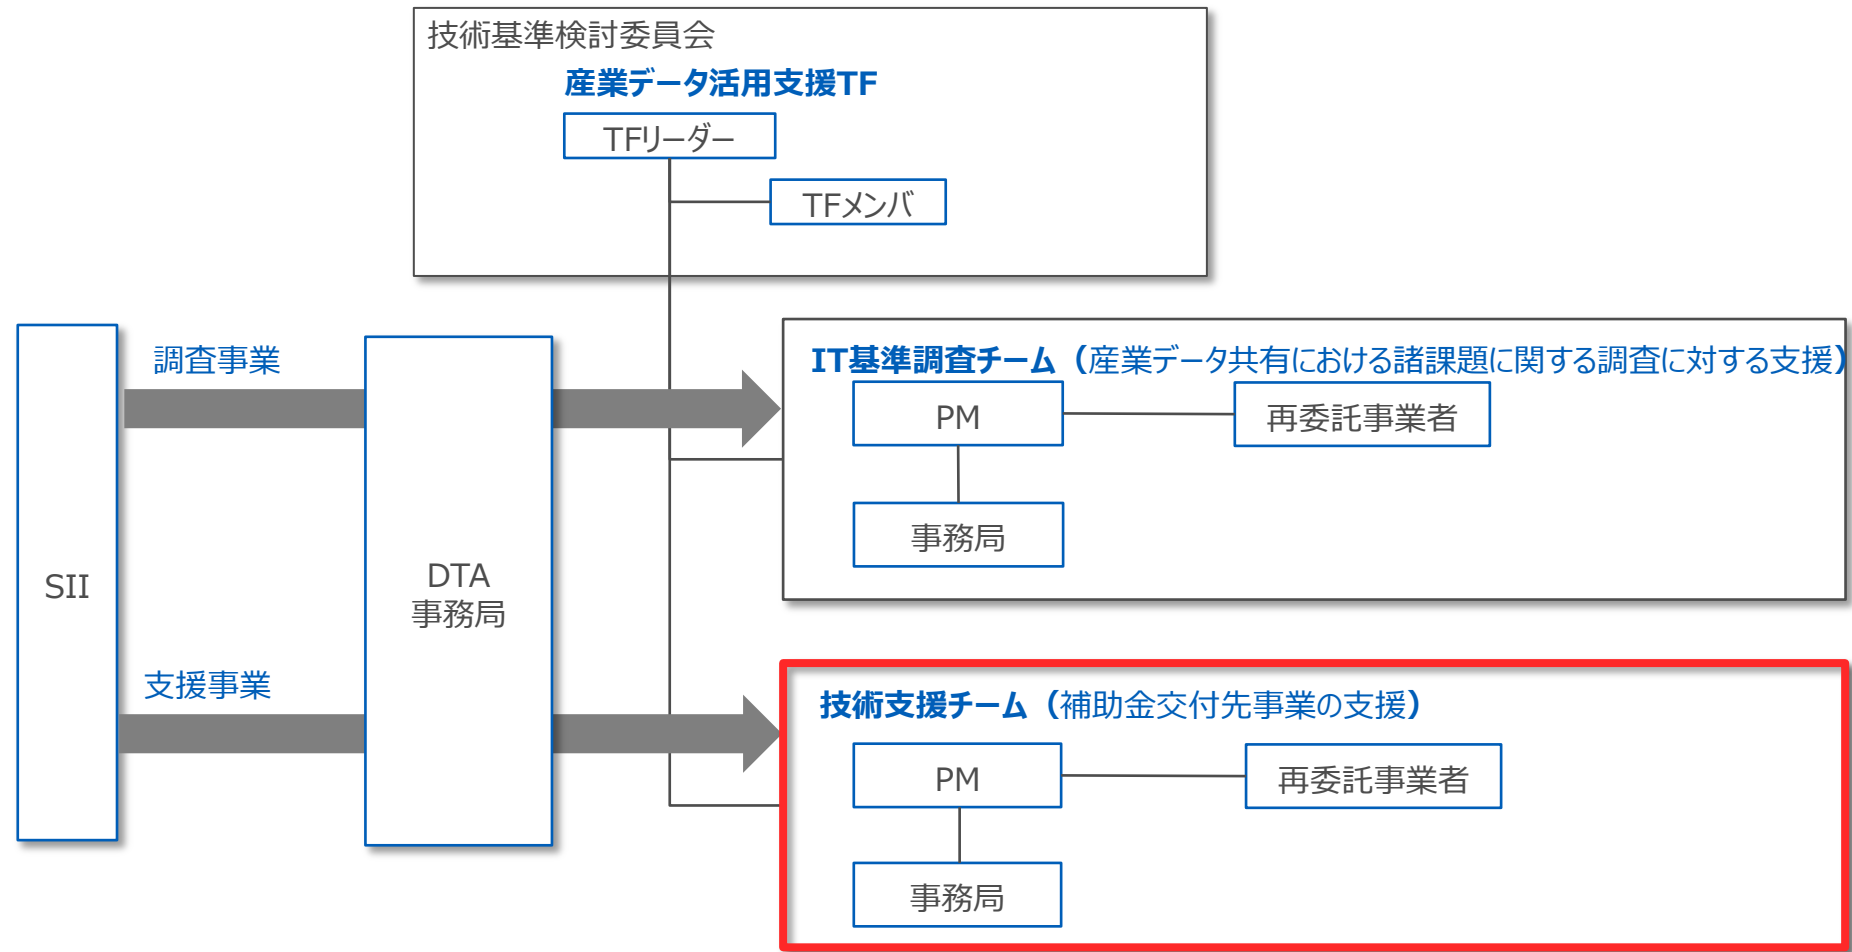 技術基準検討委員会
産業データ活用支援TF
TFリーダー
TFメンバ
調査事業
IT基準調査チーム（産業データ共有における諸課題に関する調査に対する支援）
PM
再委託事業者
事務局
SII
DTA
事務局
支援事業
技術支援チーム（補助金交付先事業の支援）
PM
再委託事業者
事務局